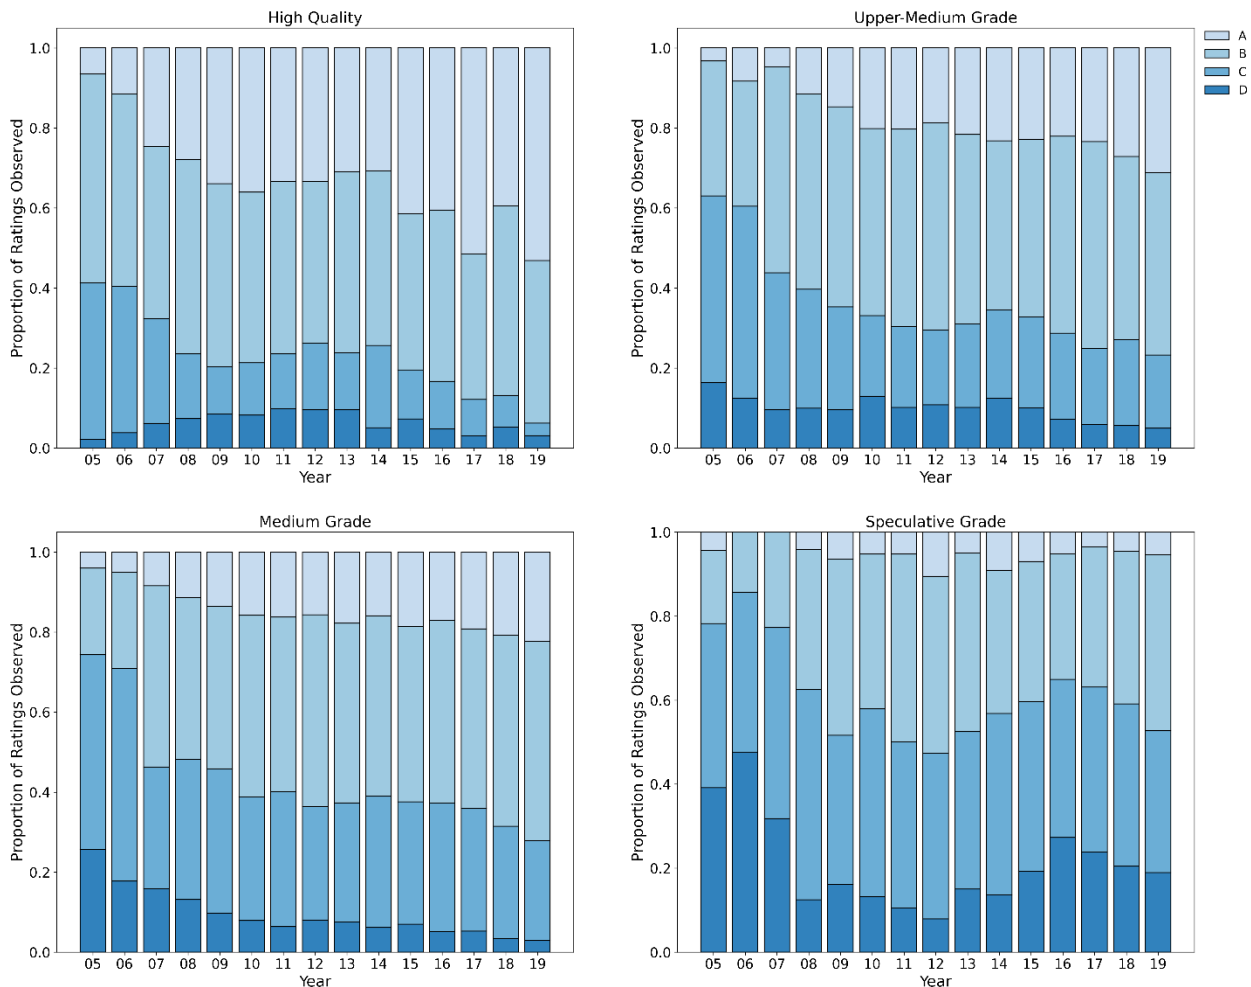 High Quality
1.0
0.8
0.6
0.4
0.2
0.0
Proportion of Ratings Observed
05 06 07 08 09 10 11 12 13 14 15 16 17 18 19
Year
Upper-Medium Grade
1.0
0.8
0.6
0.4
0.2
0.0
Proportion of Ratings Observed
05 06 07 08 09 10 11 12 13 14 15 16 17 18 19
Year
A
B
C
D
Medium Grade
1.0
0.8
0.6
0.4
0.2
0.0
Proportion of Ratings Observed
05 06 07 08 09 10 11 12 13 14 15 16 17 18 19
Year
Speculative Grade
1.0
0.8
0.6
0.4
0.2
0.0
Proportion of Ratings Observed
05 06 07 08 09 10 11 12 13 14 15 16 17 18 19
Year